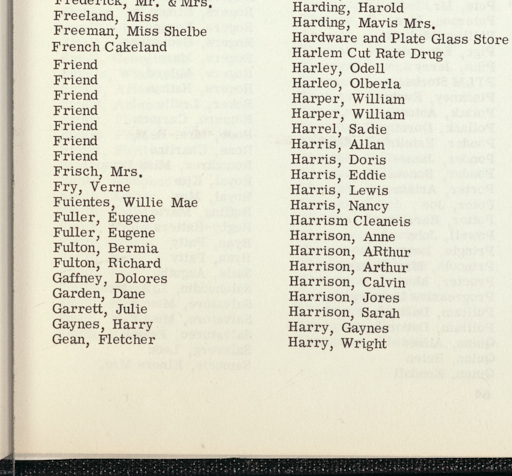 Frederick, Mr. & Mrs.
Freeland, Miss
Freeman, Miss Shelbe
French Cakeland
Friend
Friend
Friend
Friend
Friend
Friend
Friend
Frisch, Mrs.
Fry, Verne
Fuientes, Willie Mae
Fuller, Eugene
Fuller, Eugene
Fulton, Bermia
Fulton, Richard
Gaffney, Dolores
Garden, Dane
Garrett, Julie
Gaynes, Harry
Gean, Fletcher
Harding, Harold
Harding, Mavis Mrs.
Hardware and Plate Glass Store
Harlem Cut Rate Drug
Harley, Odell
Harleo, Olberla
Harper, William
Harper, William
Harrel, Sadie
Harris, Allan
Harris, Doris
Harris, Eddie
Harris, Lewis
Harris, Nancy
Harrism Cleaneis
Harrison, Anne
Harrison, ARthur
Harrison, Arthur
Harrison, Calvin
Harrison, Jores
Harrison, Sarah
Harry, Gaynes
Harry, Wright